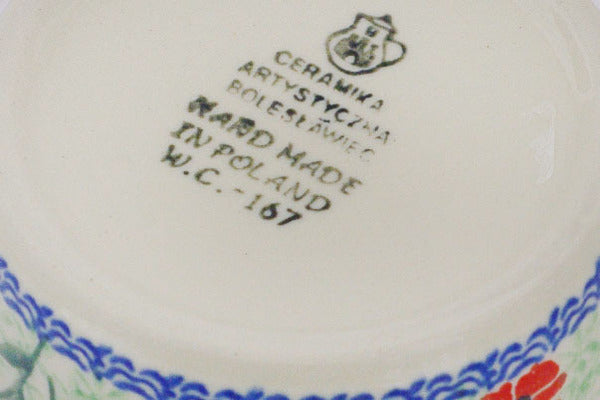 CERAMIKA
ARTYSTYCZNA
BOLESŁAWIEC
HAND MADE
IN POLAND
W.C.-167